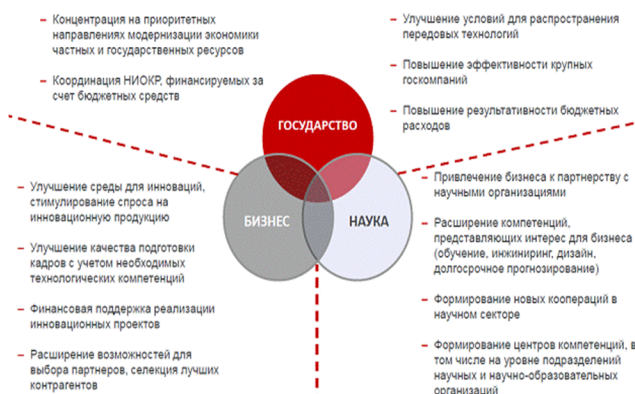 – Концентрация на приоритетных
направлениях модернизации экономики
частных и государственных ресурсов
– Координация НИОКР, финансируемых за
счет бюджетных средств
– Улучшение условий для распространения
передовых технологий
– Повышение эффективности крупных
госкомпаний
– Повышение результативности бюджетных
расходов
ГОСУДАРСТВО
БИЗНЕС
НАУКА
– Улучшение среды для инноваций,
стимулирование спроса на
инновационную продукцию
– Улучшение качества подготовки
кадров с учетом необходимых
технологических компетенций
– Финансовая поддержка реализации
инновационных проектов
– Расширение возможностей для
выбора партнеров, селекция лучших
контрагентов
– Привлечение бизнеса к партнерству с
научными организациями
– Расширение компетенций,
представляющих интерес для бизнеса
(обучение, инжиниринг, дизайн,
долгосрочное прогнозирование)
– Формирование новых коопераций в
научном секторе
– Формирование центров компетенций, в
том числе на уровне подразделений
научных и научно-образовательных
организаций